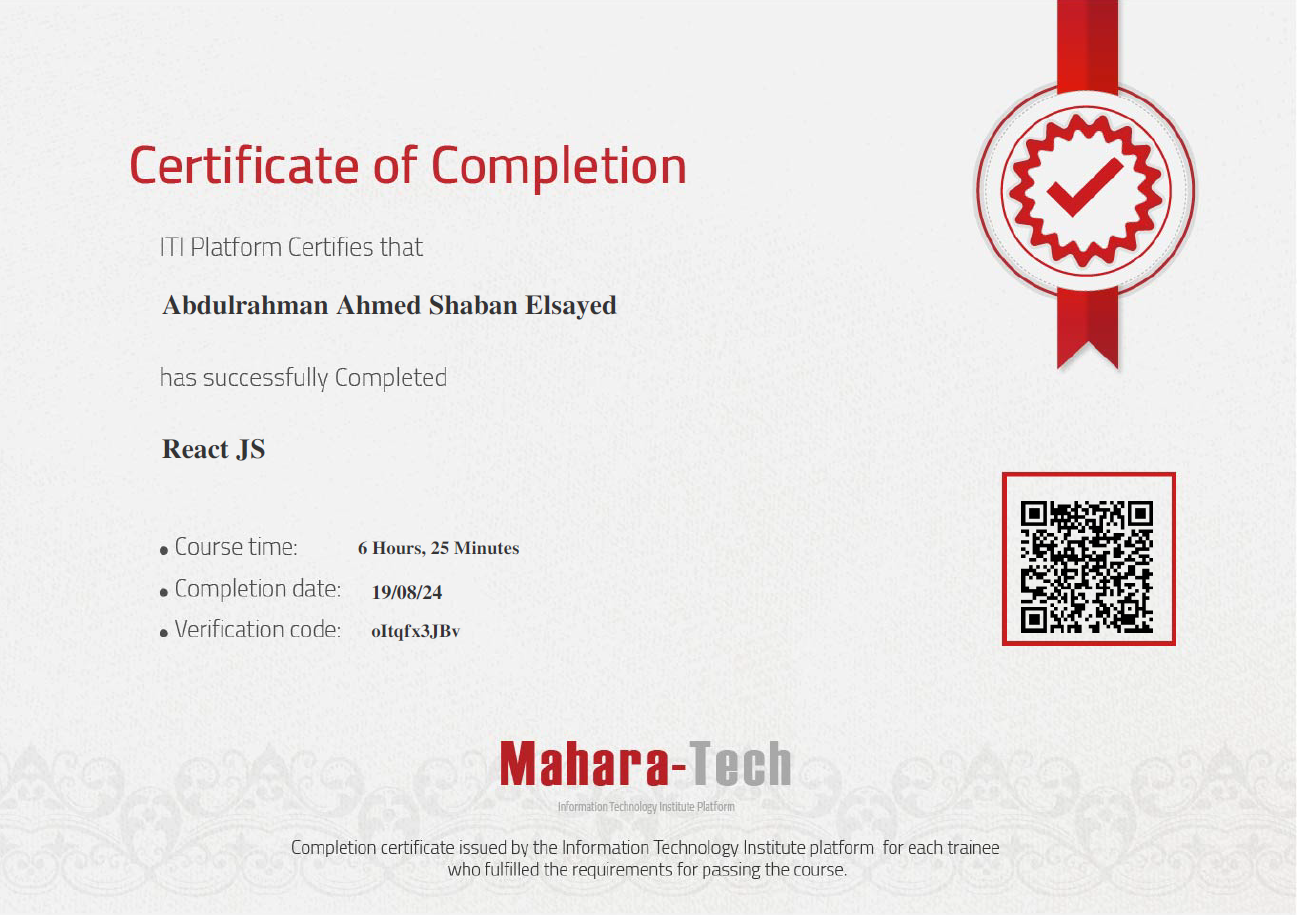 Certificate of Completion
ITI Platform Certifies that
Abdulrahman Ahmed Shaban Elsayed
has successfully Completed
React JS
• Course time: 6 Hours, 25 Minutes
• Completion date: 19/08/24
• Verification code: oItqfx3JBv
Mahara-Tech
Information Technology Institute Platform
Completion certificate issued by the Information Technology Institute platform for each trainee
who fulfilled the requirements for passing the course.